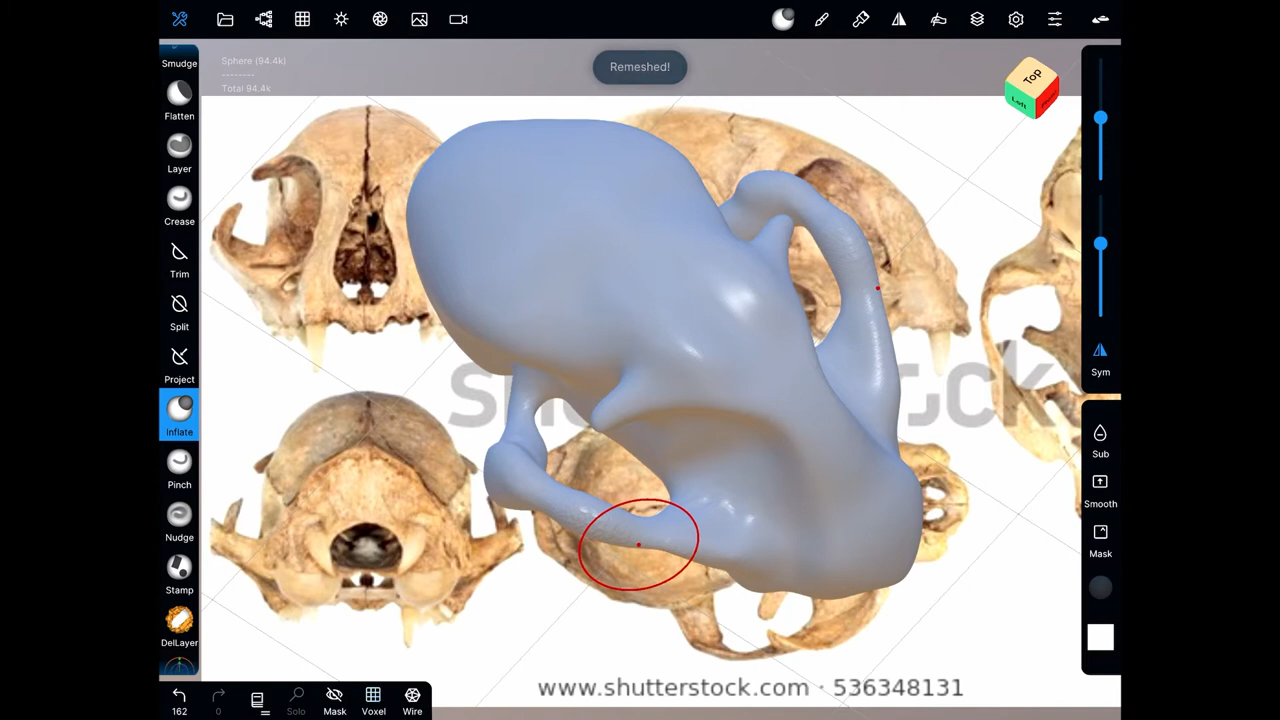 Smudge
Flatten
Layer
Crease
Trim
Split
Project
Inflate
Pinch
Nudge
Stamp
DelLayer
Sphere (94.4k)
--------
Total 94.4k
Remeshed!
Top
Left
Sym
Sub
Smooth
Mask
162
0
Solo
Mask
Voxel
Wire
www.shutterstock.com · 536348131